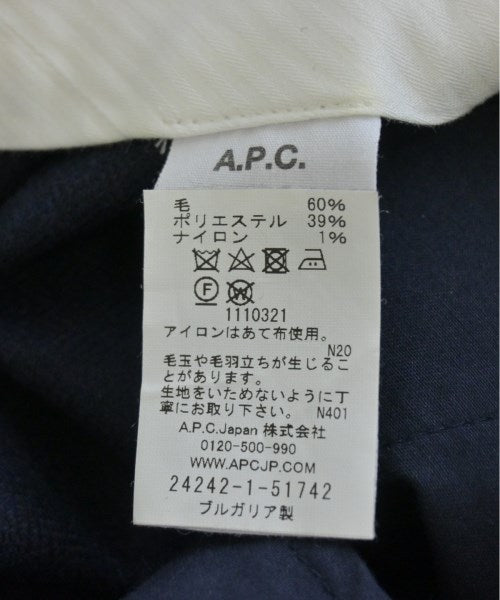 A.P.C.
毛 60%
ポリエステル 39%
ナイロン 1%
F W
1110321
アイロンはあて布使用。
N20
毛玉や毛羽立ちが生じるこ
とがあります。
生地をいためないように丁
寧にお取り下さい。 N401
A.P.C.Japan 株式会社
0120-500-990
WWW.APCJP.COM
24242-1-51742
ブルガリア製